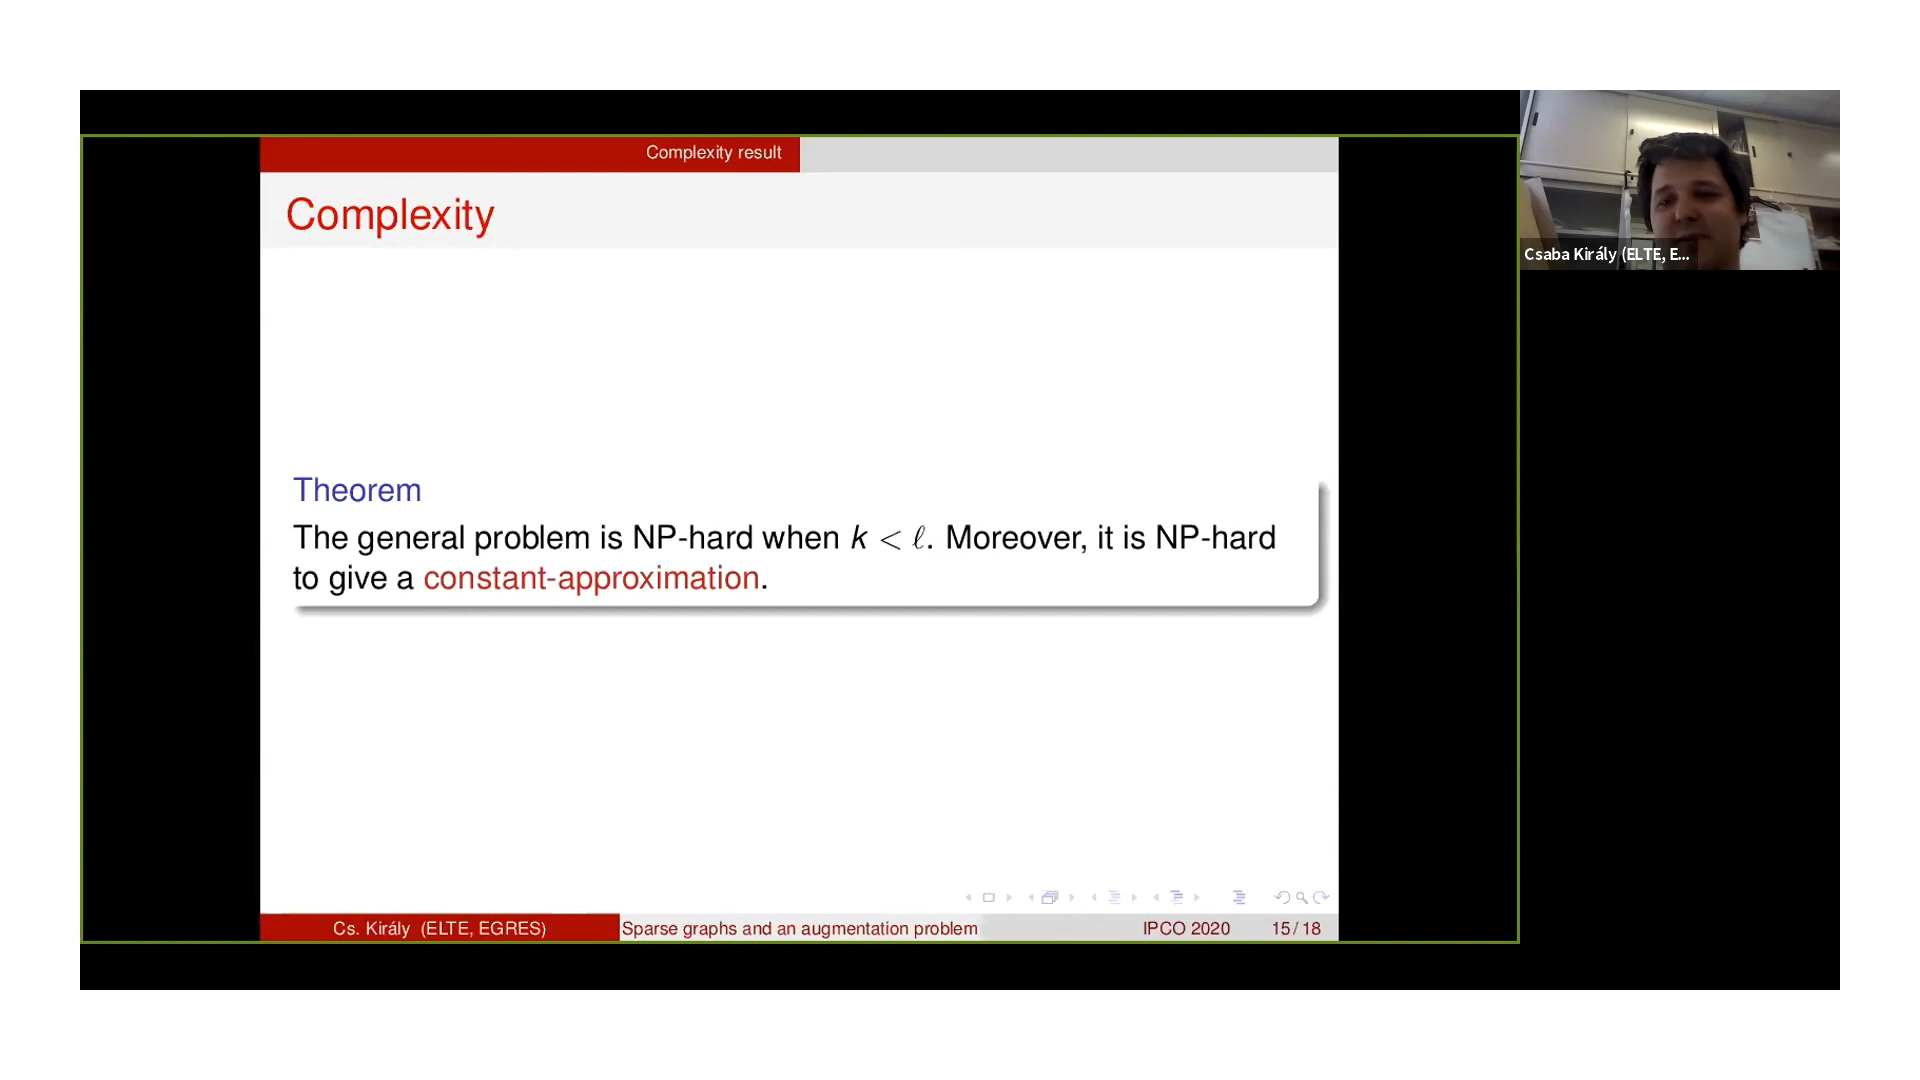 Complexity result
Complexity
Theorem
The general problem is NP-hard when k < ℓ. Moreover, it is NP-hard
to give a constant-approximation.
Cs. Király (ELTE, EGRES)
Sparse graphs and an augmentation problem
IPCO 2020
15 / 18
Csaba Király (ELTE, E...